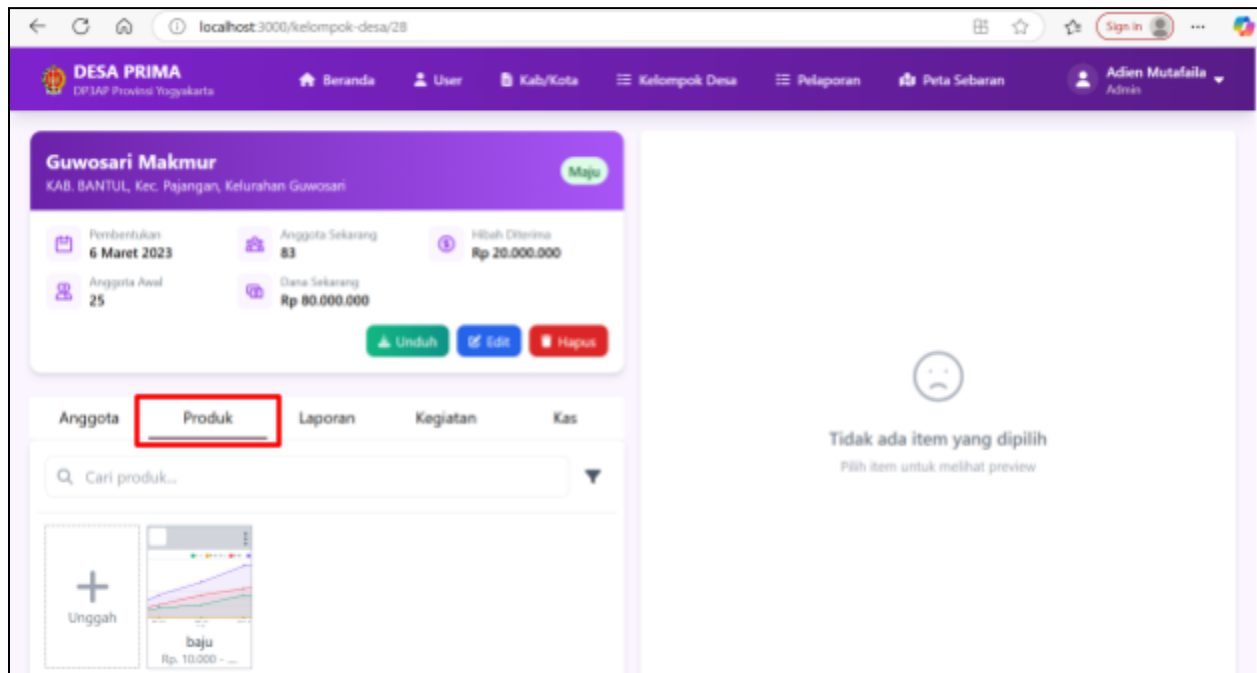 localhost:3000/kelompok-desa/28
Sign in
DESA PRIMA
DP3AP Provinsi Yogyakarta
Beranda
User
Kab/Kota
Kelompok Desa
Pelaporan
Peta Sebaran
Adien Mutafaila
Admin
Guwosari Makmur
KAB. BANTUL, Kec. Pajangan, Kelurahan Guwosari
Maju
Pembentukan
6 Maret 2023
Anggota Sekarang
83
Hibah Diterima
Rp 20.000.000
Anggota Awal
25
Dana Sekarang
Rp 80.000.000
Unduh
Edit
Hapus
Anggota
Produk
Laporan
Kegiatan
Kas
Cari produk...
Unggah
baju
Rp. 10.000 - ...
Tidak ada item yang dipilih
Pilih item untuk melihat preview